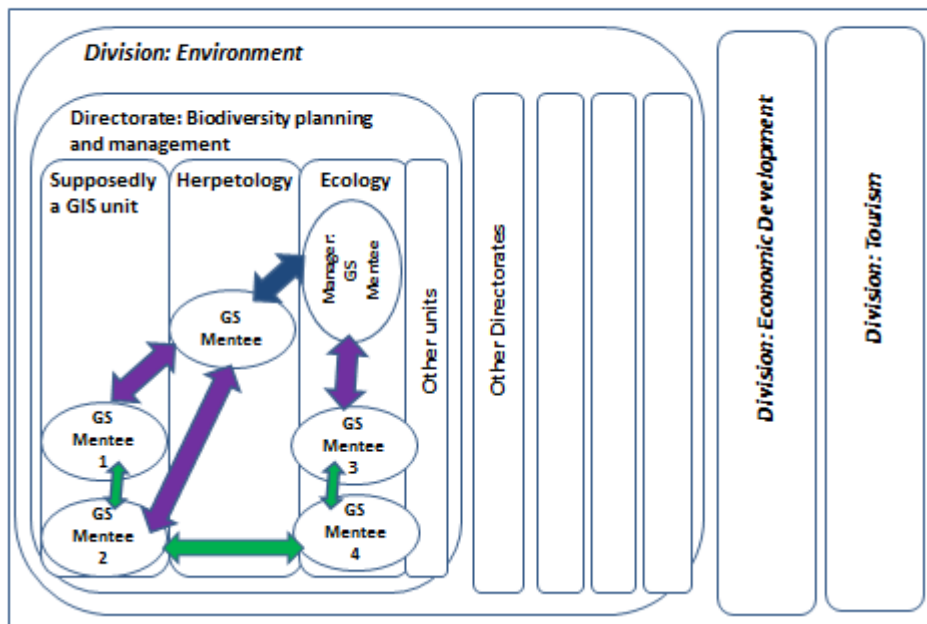 Division: Environment
Directorate: Biodiversity planning
and management
Supposedly
a GIS unit
Herpetology
Ecology
Manager:
GS
Mentee
GS
Mentee
GS
Mentee
1
GS
Mentee
2
GS
Mentee
3
GS
Mentee
4
Other units
Other Directorates
Division: Economic Development
Division: Tourism